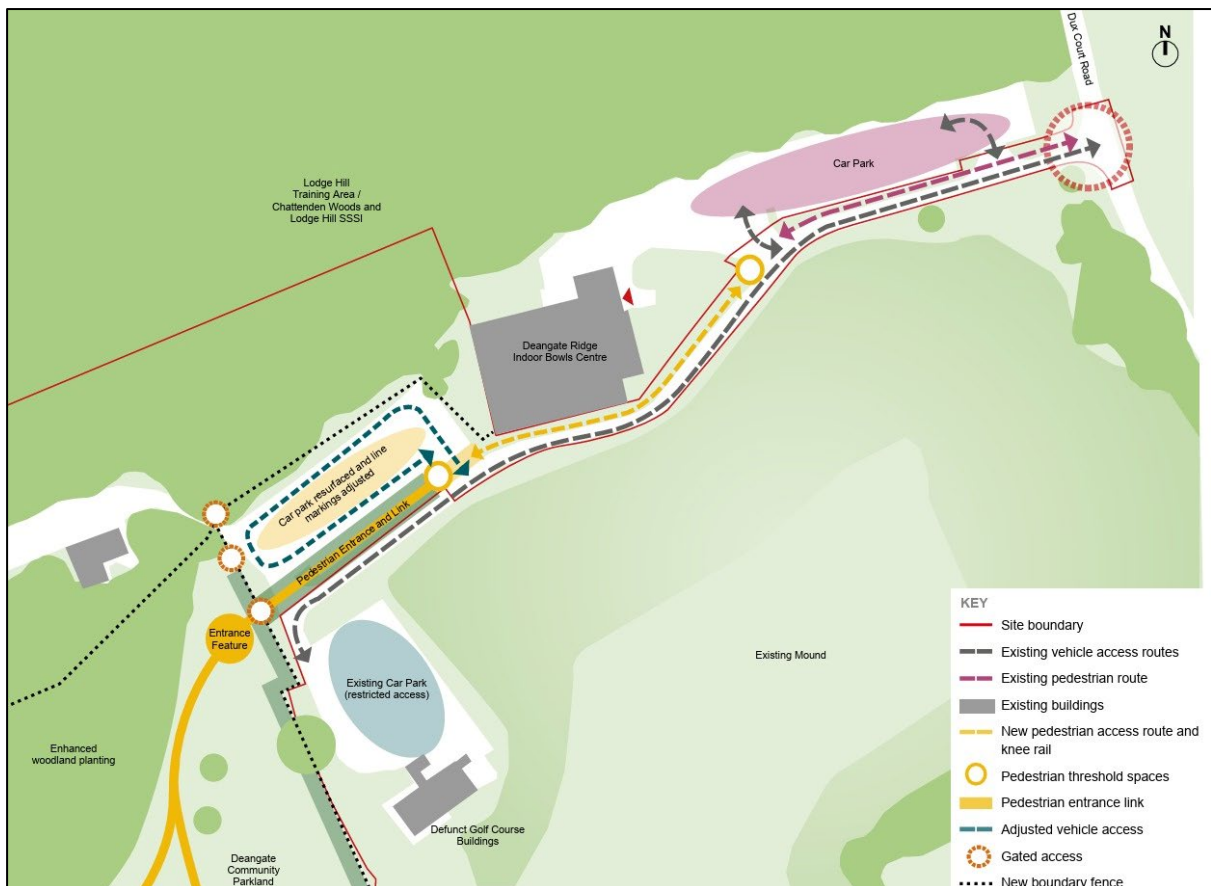 Dux Court Road
N
Car Park
Lodge Hill
Training Area /
Chattenden Woods and
Lodge Hill SSSI
Deangate Ridge
Indoor Bowls Centre
Car park resurfaced and line
markings adjusted
Pedestrian Entrance and Link
Entrance
Feature
Existing Car Park
(restricted access)
Existing Mound
Enhanced
woodland planting
Defunct Golf Course
Buildings
Deangate
Community
Parkland
KEY
Site boundary
Existing vehicle access routes
Existing pedestrian route
Existing buildings
New pedestrian access route and
knee rail
Pedestrian threshold spaces
Pedestrian entrance link
Adjusted vehicle access
Gated access
New boundary fence